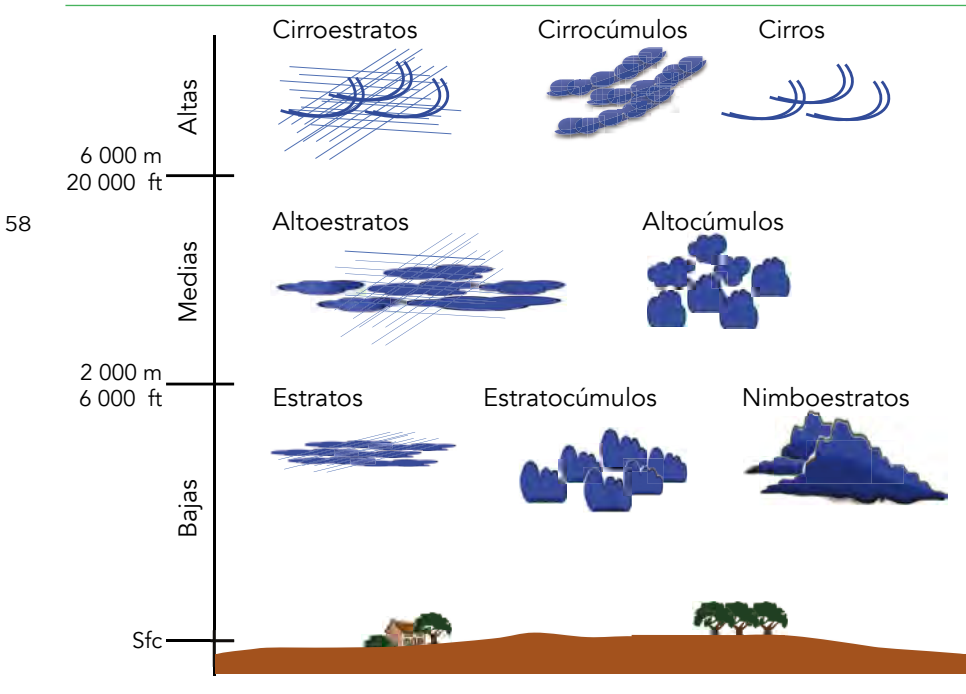 Cirroestratos Cirrocúmulos Cirros
Altas
6 000 m
20 000 ft
58
Altoestratos Altocúmulos
Medias
2 000 m
6 000 ft
Estratos Estratocúmulos Nimboestratos
Bajas
Sfc